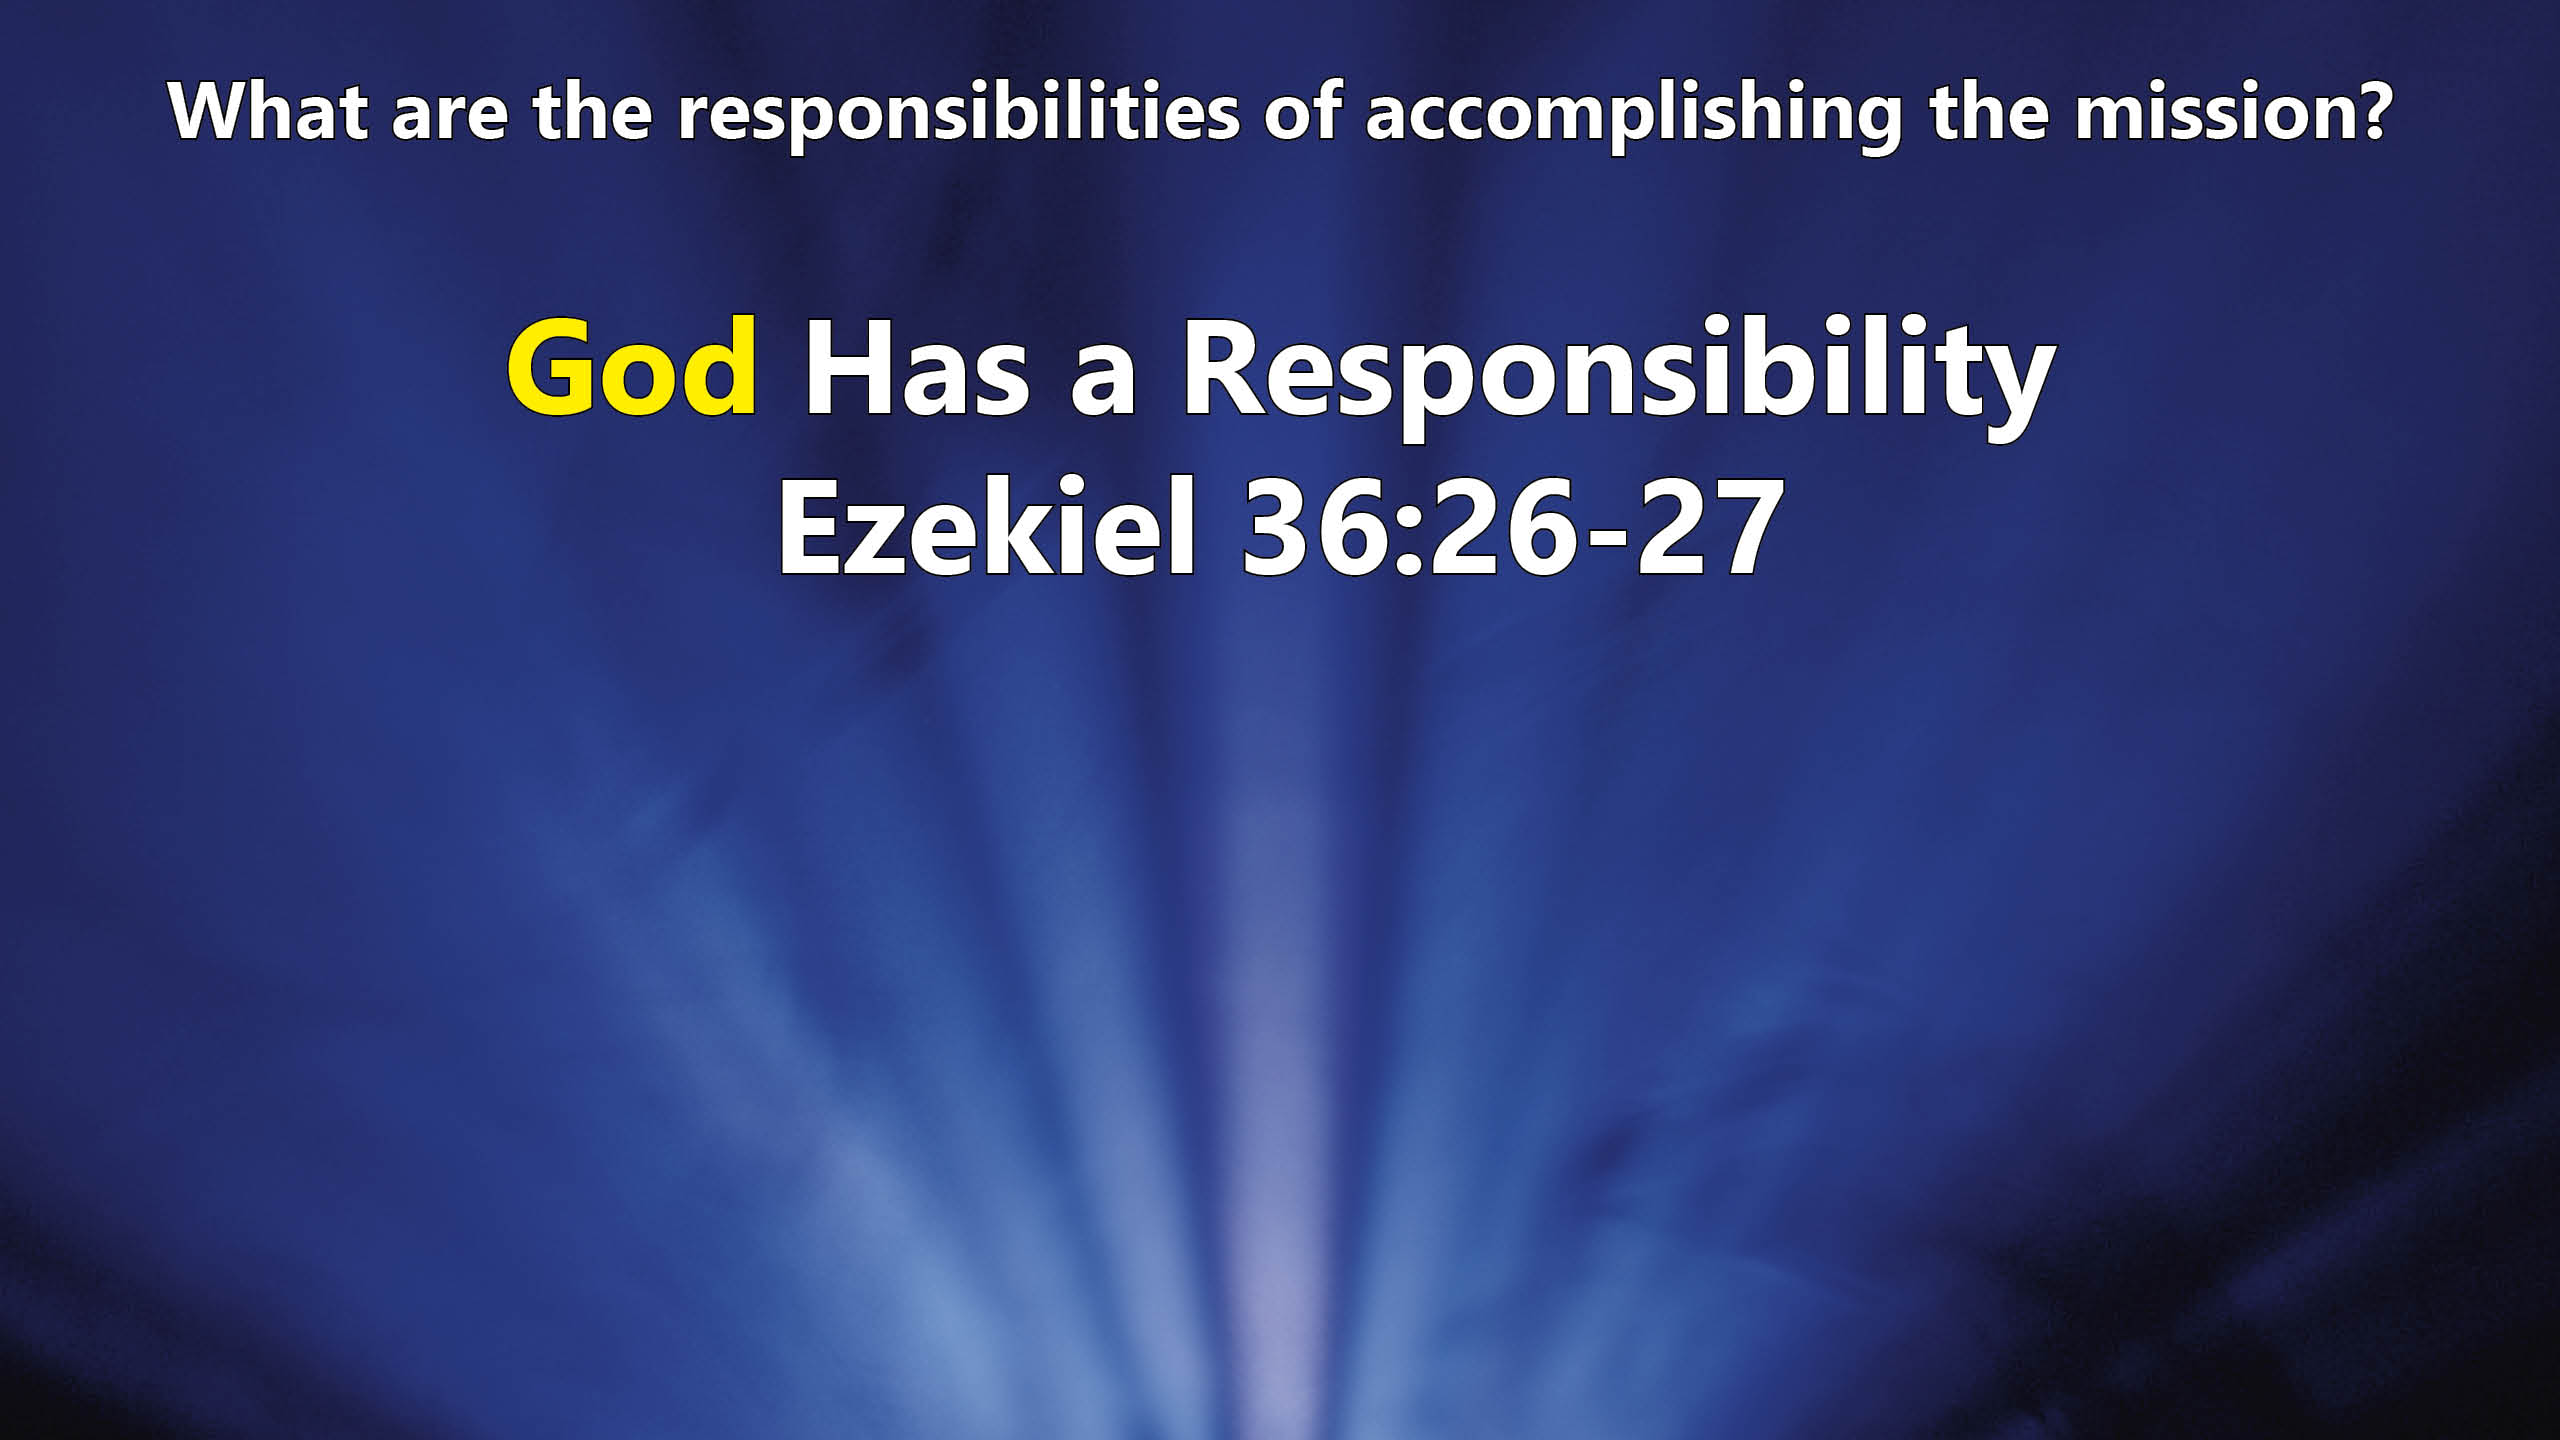 What are the responsibilities of accomplishing the mission?
God Has a Responsibility
Ezekiel 36:26-27